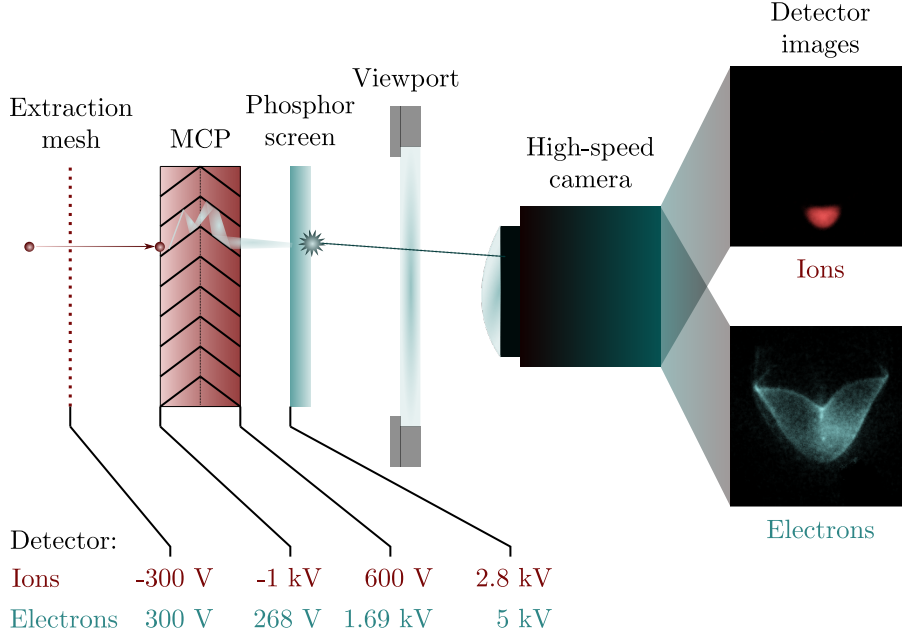 Detector
images
Extraction
mesh
MCP
Phosphor
screen
Viewport
High-speed
camera
Ions
Electrons
Detector:
Ions -300 V -1 kV 600 V 2.8 kV
Electrons 300 V 268 V 1.69 kV 5 kV